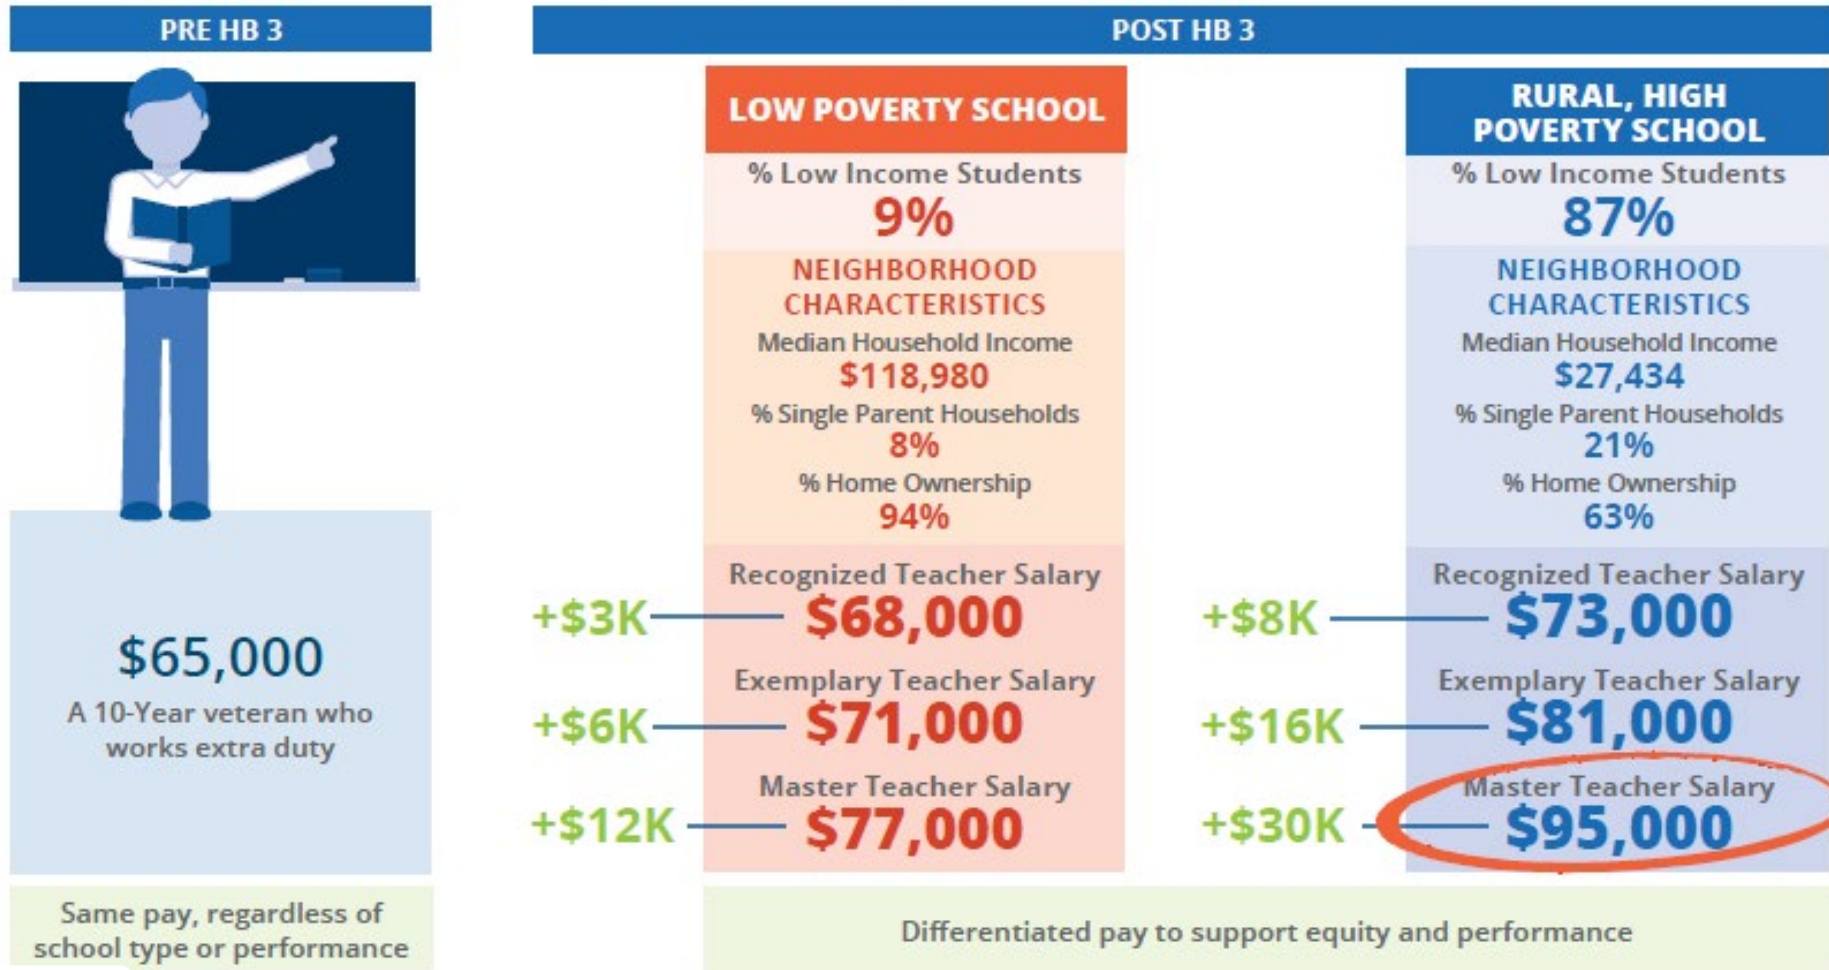 PRE HB 3
$65,000
A 10-Year veteran who
works extra duty
Same pay, regardless of
school type or performance
POST HB 3
LOW POVERTY SCHOOL
% Low Income Students
9%
NEIGHBORHOOD
CHARACTERISTICS
Median Household Income
$118,980
% Single Parent Households
8%
% Home Ownership
94%
Recognized Teacher Salary
+$3K $68,000
Exemplary Teacher Salary
+$6K $71,000
Master Teacher Salary
+$12K $77,000
RURAL, HIGH
POVERTY SCHOOL
% Low Income Students
87%
NEIGHBORHOOD
CHARACTERISTICS
Median Household Income
$27,434
% Single Parent Households
21%
% Home Ownership
63%
Recognized Teacher Salary
+$8K $73,000
Exemplary Teacher Salary
+$16K $81,000
Master Teacher Salary
+$30K $95,000
Differentiated pay to support equity and performance